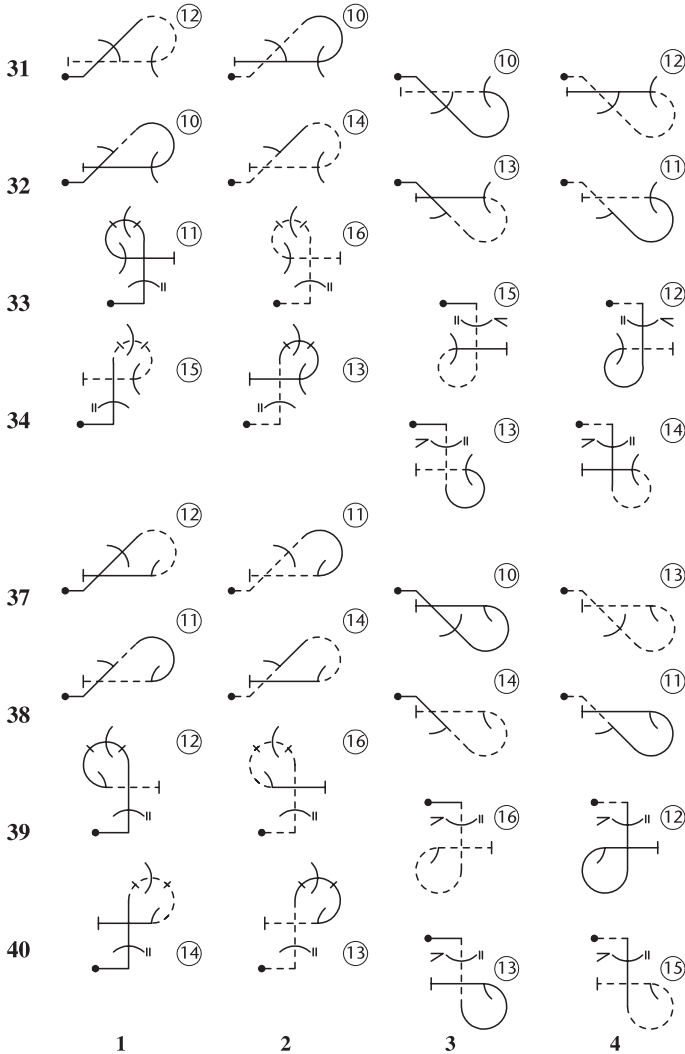 ⑫ ⑩
31 ⑩ ⑫
⑩ ⑭
32 ⑬ ⑪
⑪ ⑯
33 ⑮ ⑫
34 ⑮ ⑬
⑬ ⑭
⑫ ⑪
37 ⑩ ⑬
⑪ ⑭
38 ⑭ ⑪
⑫ ⑯
39 ⑯ ⑫
40 ⑭ ⑬
⑬ ⑮
1 2 3 4